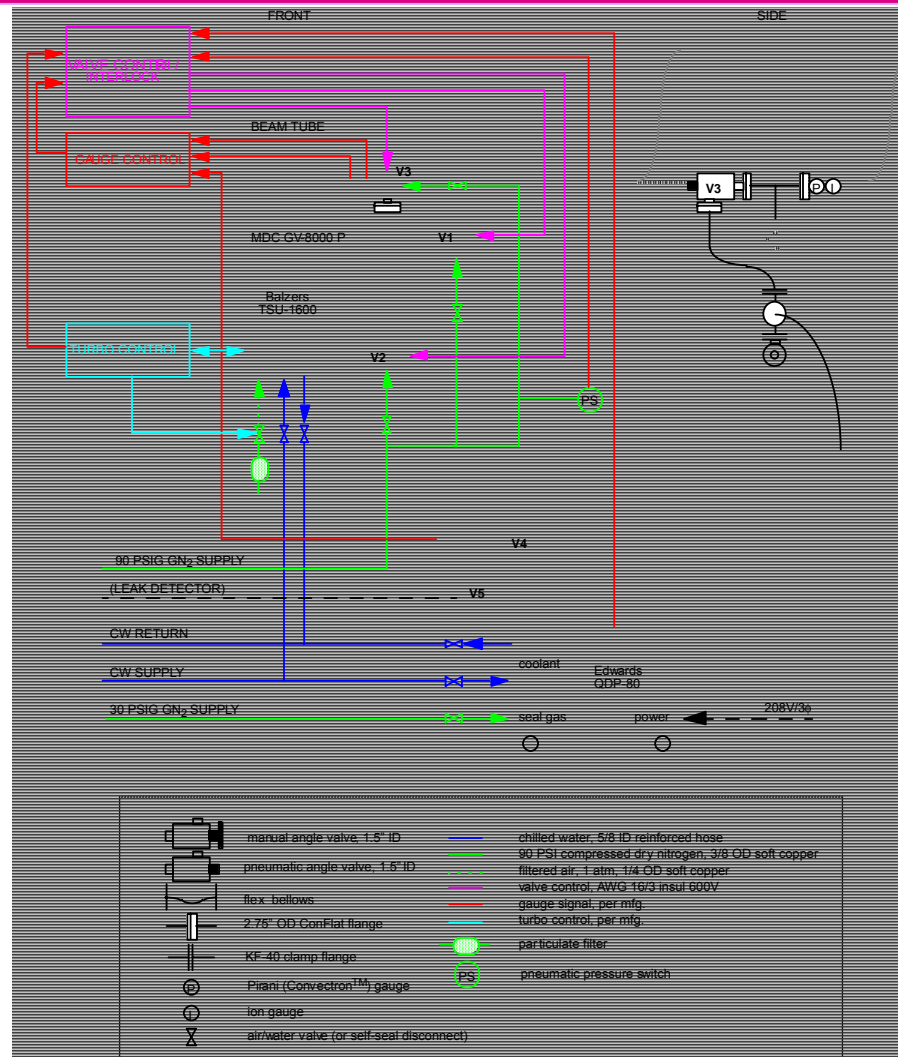 FRONT
SIDE
VALVE CONTROL/
INTERLOCK
BEAM TUBE
GAUGE CONTROL
V3
V3
P I
MDC GV-8000 P
V1
Balzers
TSU-1600
TURBO CONTROL
V2
PS
V4
90 PSIG GN2 SUPPLY
(LEAK DETECTOR)
V5
CW RETURN
coolant
CW SUPPLY
Edwards
QDP-80
30 PSIG GN2 SUPPLY
seal gas
power
208V/3ϕ
manual angle valve, 1.5" ID
pneumatic angle valve, 1.5" ID
flex bellows
2.75" OD ConFlat flange
KF-40 clamp flange
P Pirani (Convectron™) gauge
I ion gauge
air/water valve (or self-seal disconnect)
chilled water, 5/8 ID reinforced hose
90 PSI compressed dry nitrogen, 3/8 OD soft copper
filtered air, 1 atm, 1/4 OD soft copper
valve control, AWG 16/3 insul 600V
gauge signal, per mfg.
turbo control, per mfg.
particulate filter
PS pneumatic pressure switch